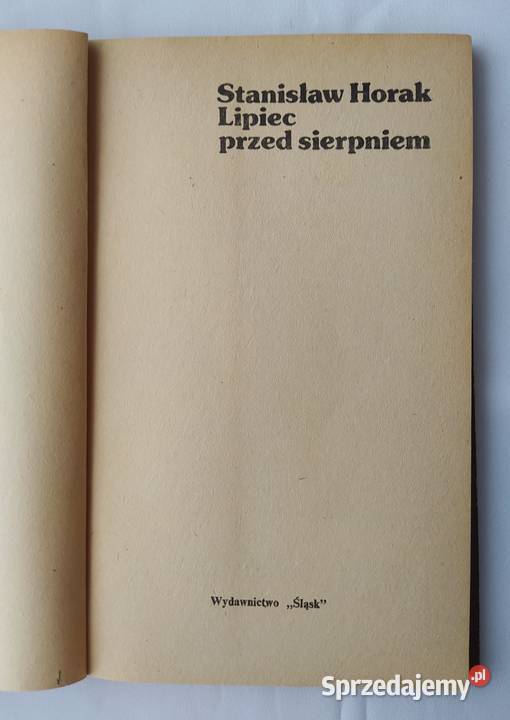 Stanisław Horak
Lipiec
przed sierpniem
Wydawnictwo „Śląsk”
Sprzedajemy.pl